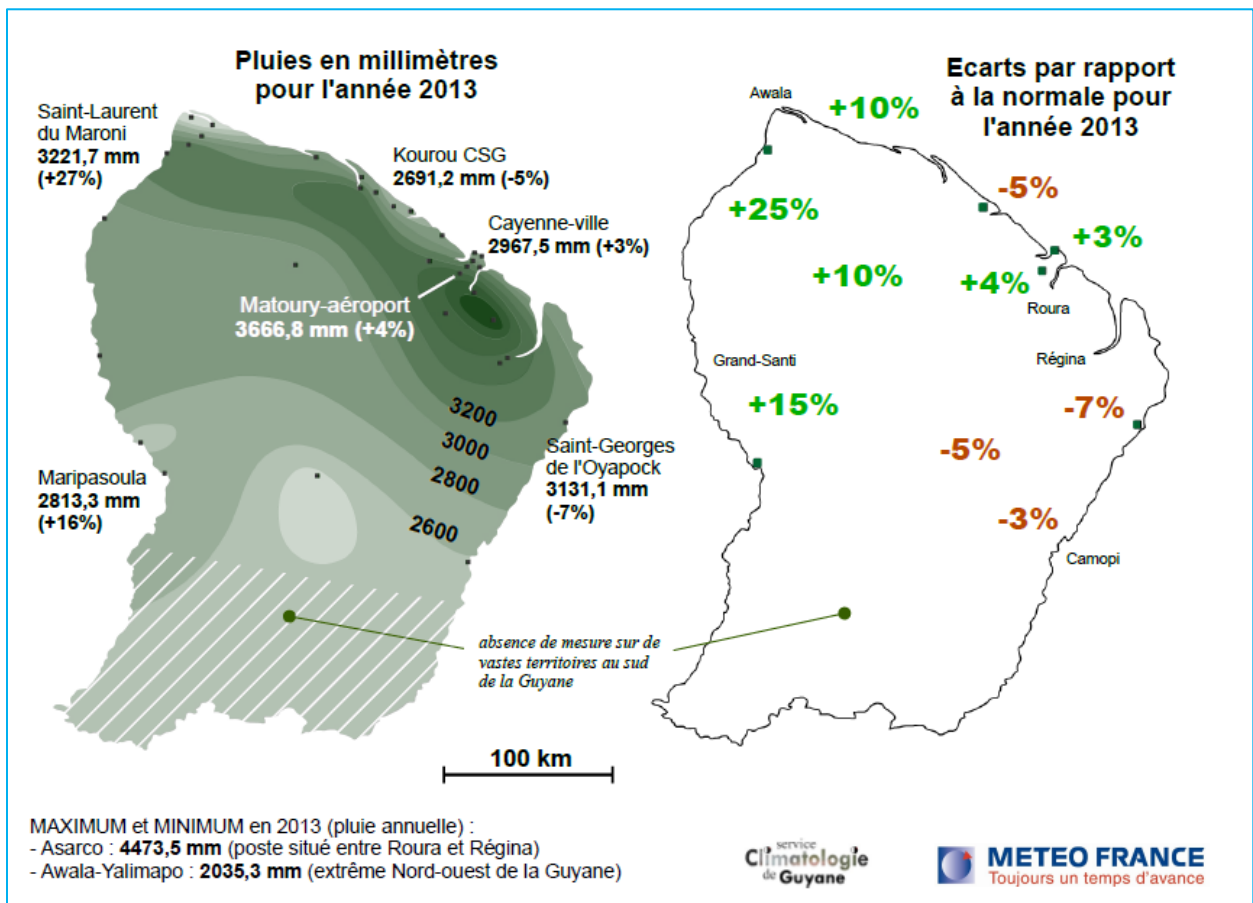 Pluies en millimètres
pour l'année 2013
Saint-Laurent
du Maroni
3221,7 mm
(+27%)
Kourou CSG
2691,2 mm (-5%)
Cayenne-ville
2967,5 mm (+3%)
Matoury-aéroport
3666,8 mm (+4%)
3200
3000
2800
2600
Saint-Georges
de l'Oyapock
3131,1 mm
(-7%)
Maripasoula
2813,3 mm
(+16%)
Ecarts par rapport
à la normale pour
l'année 2013
Awala
+10%
-5%
+25%
+3%
+10%
+4%
Roura
Grand-Santi
Régina
+15%
-7%
-5%
-3%
Camopi
absence de mesure sur de
vastes territoires au sud
de la Guyane
100 km
MAXIMUM et MINIMUM en 2013 (pluie annuelle) :
- Asarco : 4473,5 mm (poste situé entre Roura et Régina)
- Awala-Yalimapo : 2035,3 mm (extrême Nord-ouest de la Guyane)
service
Climatologie
de Guyane
METEO FRANCE
Toujours un temps d'avance